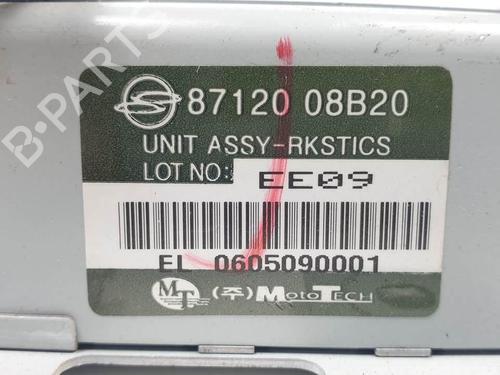 87120 08B20
UNIT ASSY-RKSTICS
LOT NO: EE09
EL 0605090001
MT (주) MOTOTECH
B-PARTS